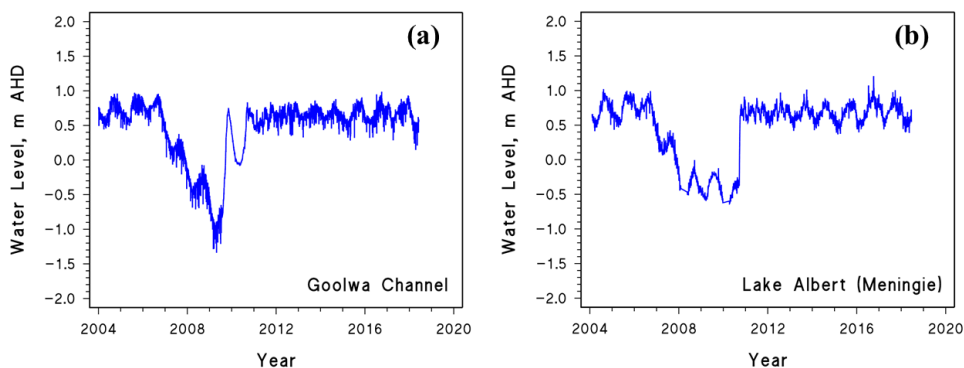 (a)
Water Level, m AHD
2.0
1.5
1.0
0.5
0.0
−0.5
−1.0
−1.5
−2.0
Goolwa Channel
2004 2008 2012 2016 2020
Year
(b)
Water Level, m AHD
2.0
1.5
1.0
0.5
0.0
−0.5
−1.0
−1.5
−2.0
Lake Albert (Meningie)
2004 2008 2012 2016 2020
Year